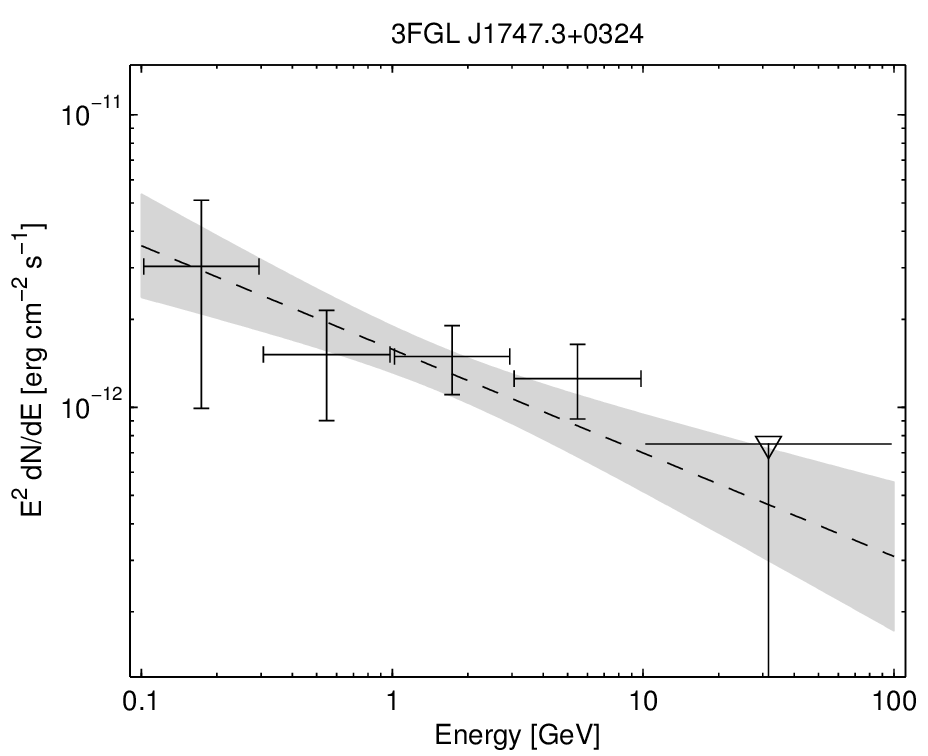 3FGL J1747.3+0324
10⁻¹¹
10⁻¹²
E² dN/dE [erg cm⁻² s⁻¹]
0.1 1 10 100
Energy [GeV]